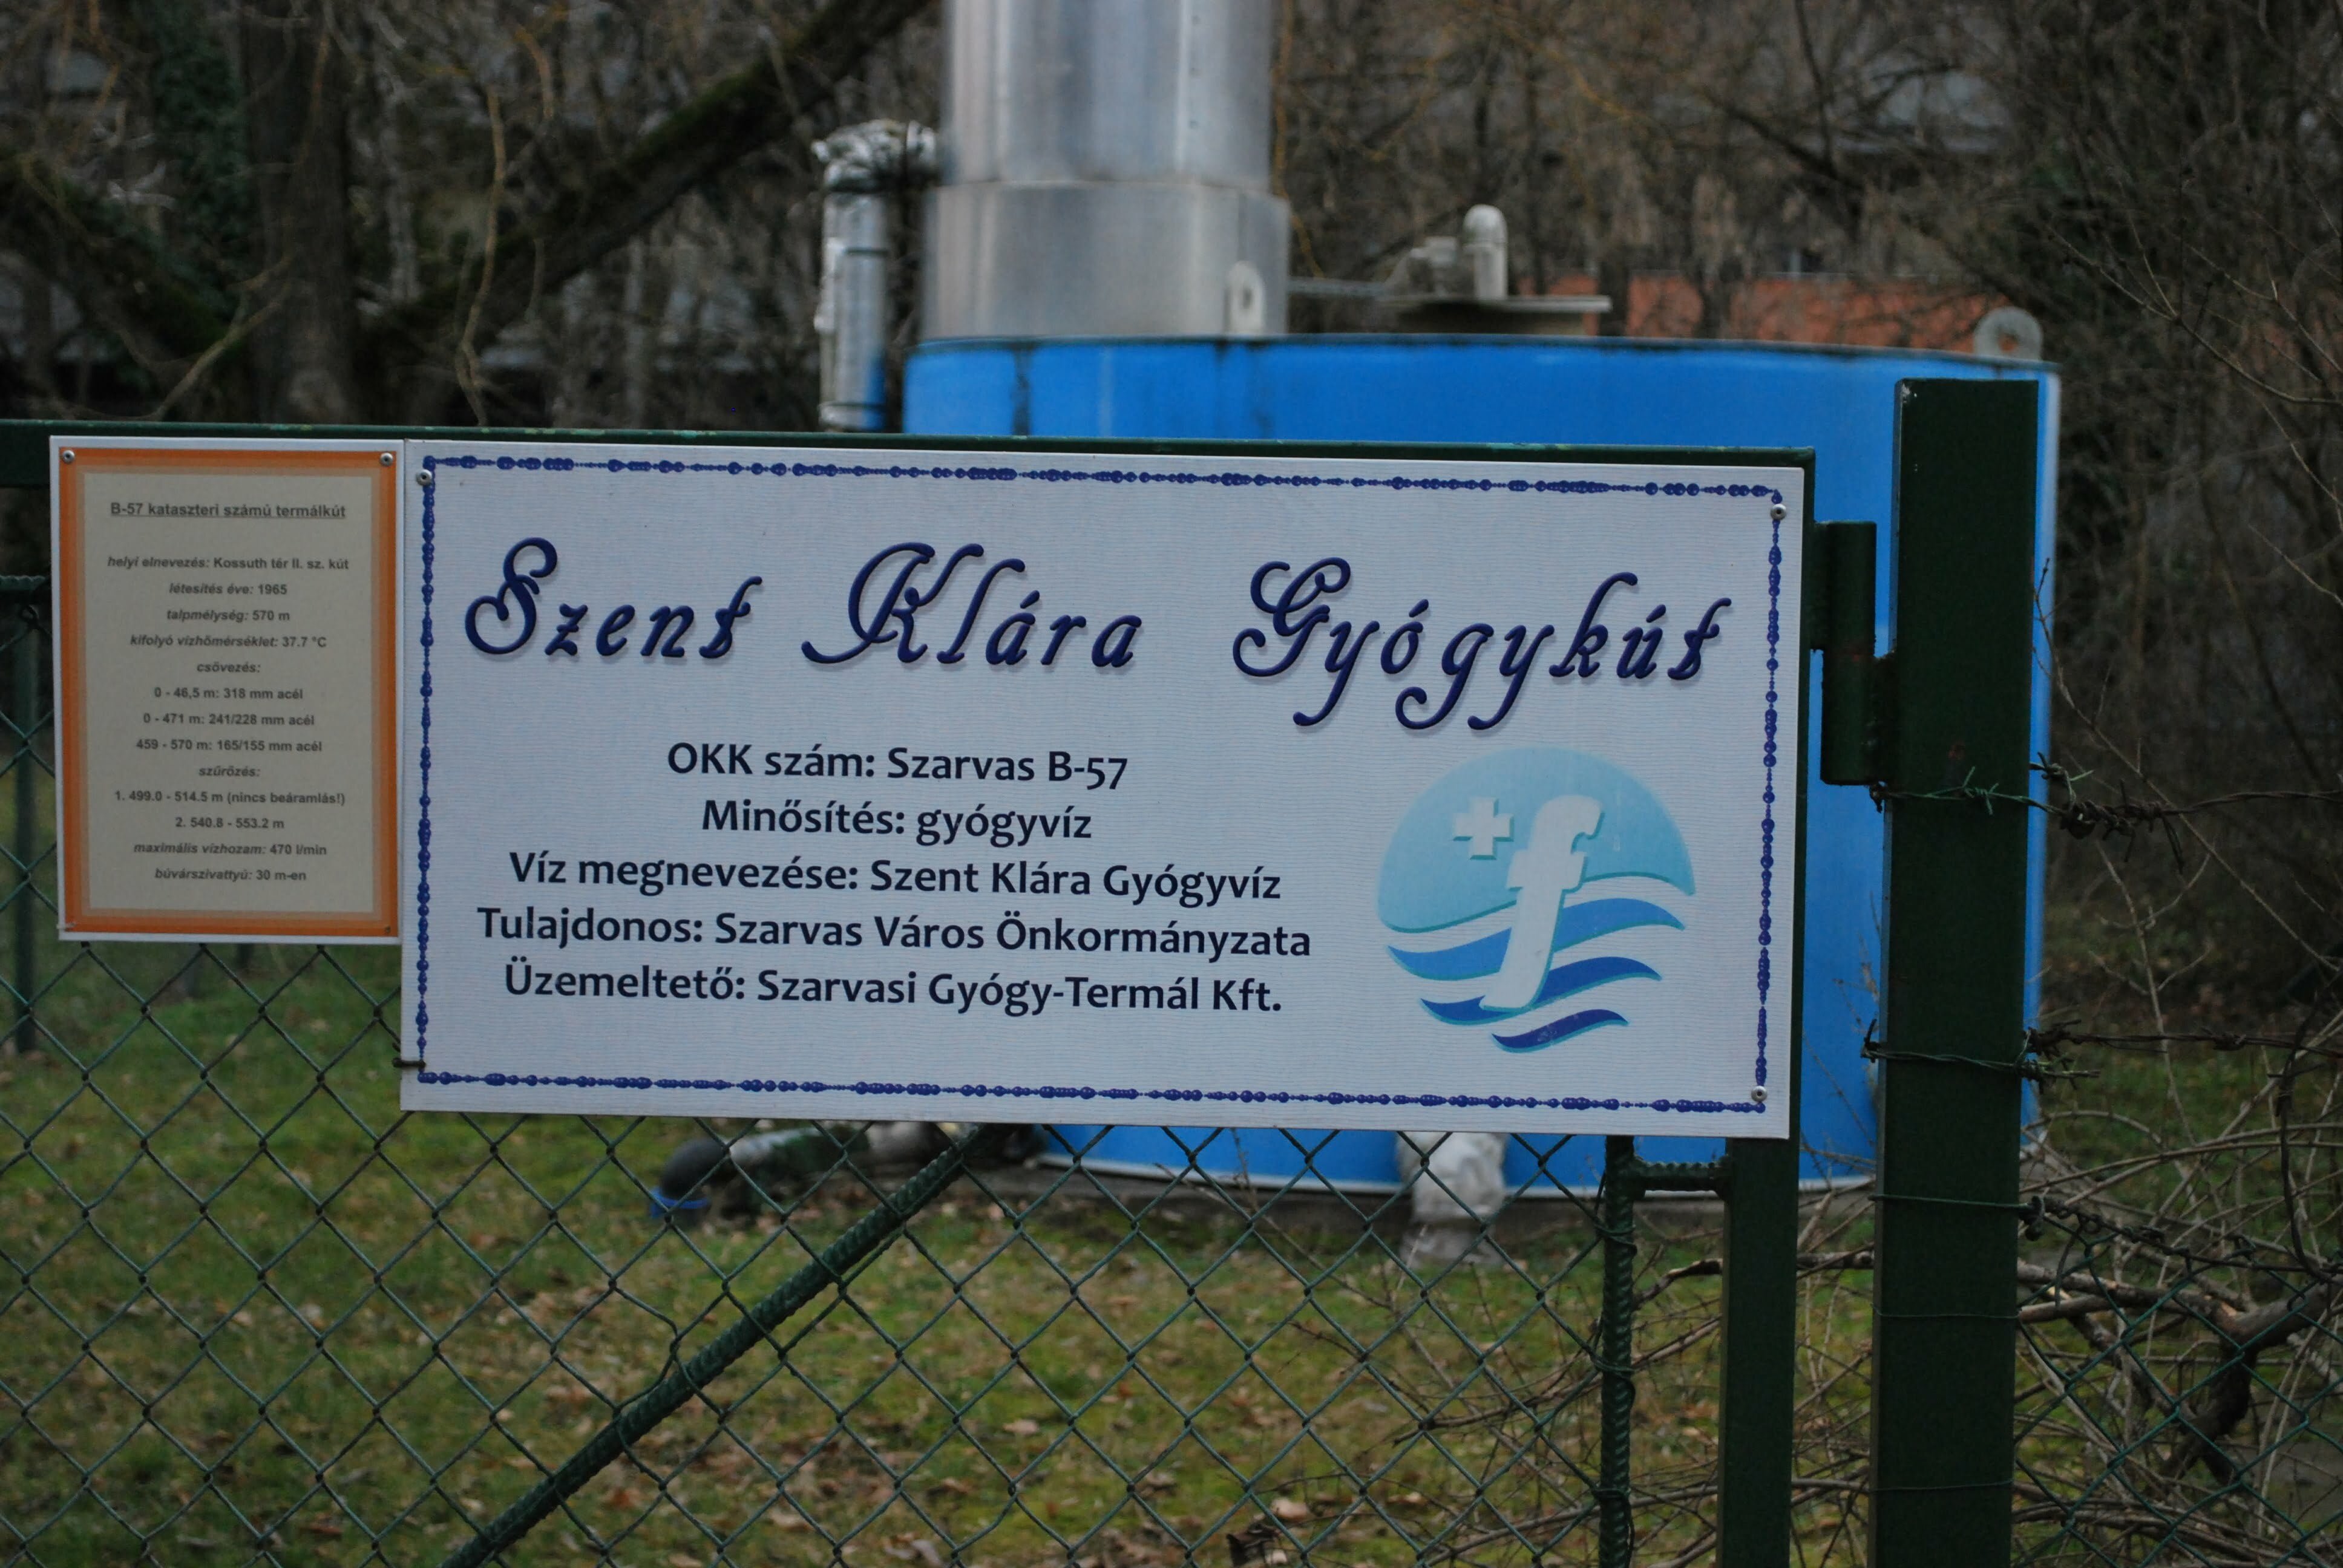 B-57 kataszteri számú termálkút
helyi elnevezés: Kossuth tér II. sz. kút
létesítés éve: 1965
talpmélység: 570 m
kifolyó vízhőmérséklet: 37.7 °C
csövezés:
0 - 46,5 m: 318 mm acél
0 - 471 m: 241/228 mm acél
459 - 570 m: 165/155 mm acél
szűrőzés:
1. 499.0 - 514.5 m (nincs beáramlás!)
2. 540.8 - 553.2 m
maximális vízhozam: 470 l/min
búvárszivattyú: 30 m-en
Szent Klára Gyógykút
OKK szám: Szarvas B-57
Minősítés: gyógyvíz
Víz megnevezése: Szent Klára Gyógyvíz
Tulajdonos: Szarvas Város Önkormányzata
Üzemeltető: Szarvasi Gyógy-Termál Kft.
f